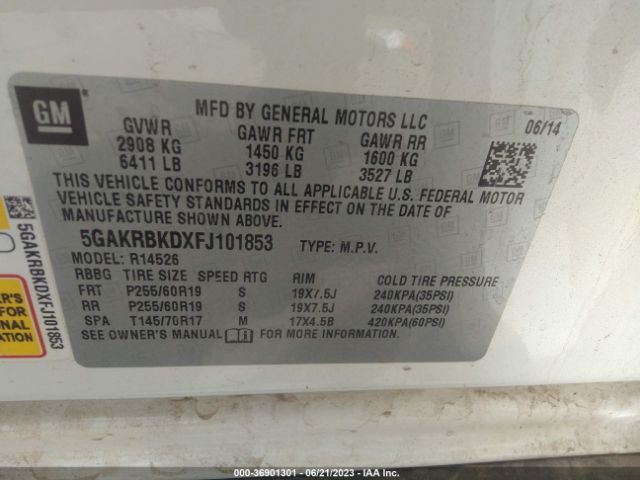 GM
MFD BY GENERAL MOTORS LLC
06/14
GVWR GAWR FRT GAWR RR
2908 KG 1450 KG 1600 KG
6411 LB 3196 LB 3527 LB
THIS VEHICLE CONFORMS TO ALL APPLICABLE U.S. FEDERAL MOTOR
VEHICLE SAFETY STANDARDS IN EFFECT ON THE DATE OF
MANUFACTURE SHOWN ABOVE.
5GAKRBKDXFJ101853 TYPE: M.P.V.
MODEL: R14526
RBBG TIRE SIZE SPEED RTG RIM COLD TIRE PRESSURE
FRT P255/60R19 S 19X7.5J 240KPA(35PSI)
RR P255/60R19 S 19X7.5J 240KPA(35PSI)
SPA T145/70R17 M 17X4.5B 420KPA(60PSI)
SEE OWNER'S MANUAL FOR MORE INFORMATION.
5GAKRBKDXFJ101853
000-36901301 - 06/21/2023 - IAA Inc.